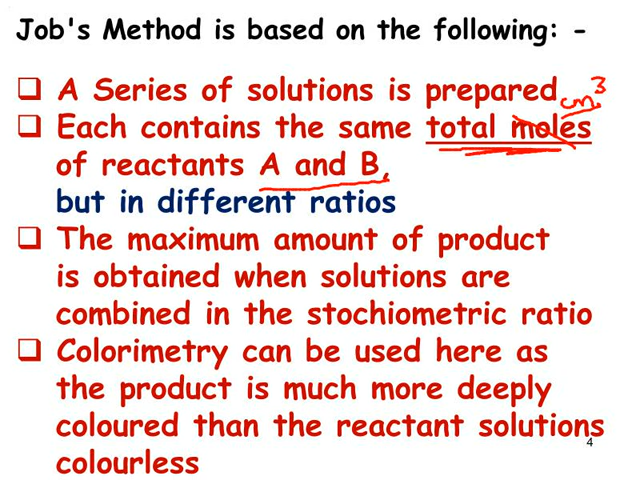 Job's Method is based on the following: -
❑ A Series of solutions is prepared
cm³
❑ Each contains the same total moles
of reactants A and B,
but in different ratios
❑ The maximum amount of product
is obtained when solutions are
combined in the stochiometric ratio
❑ Colorimetry can be used here as
the product is much more deeply
coloured than the reactant solutions
4
colourless